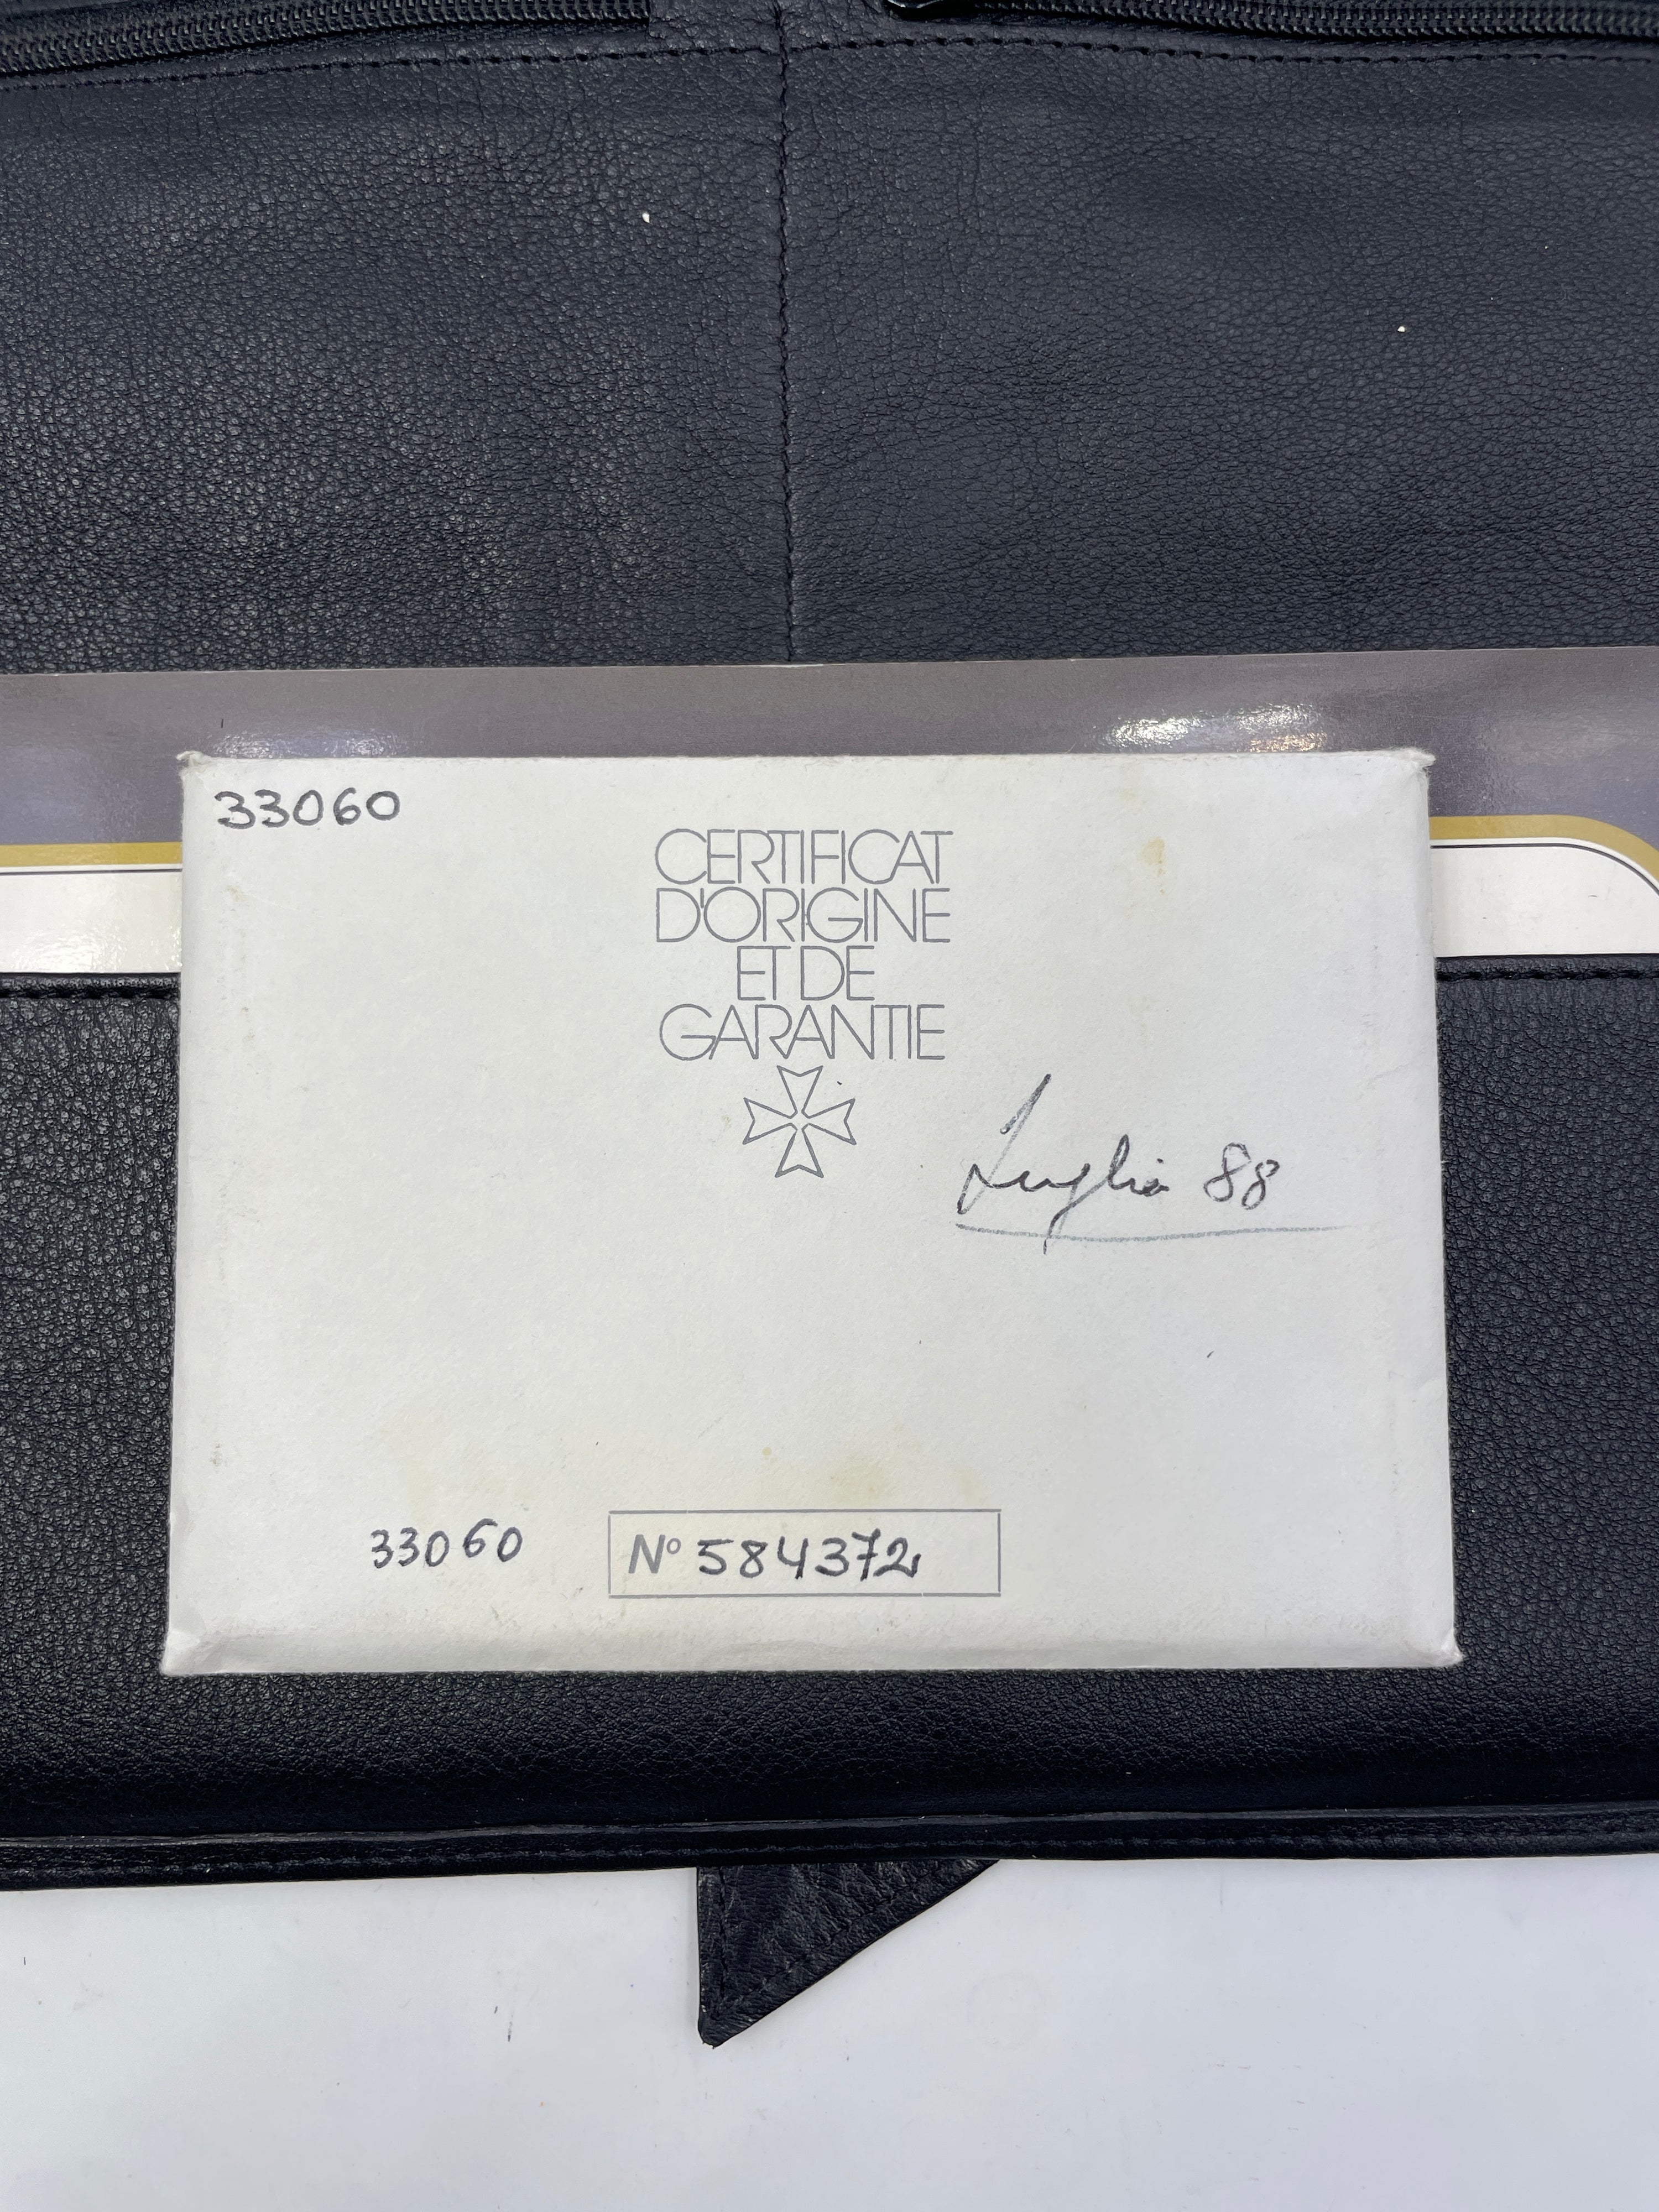 33060
CERTIFICAT
D'ORIGINE
ET DE
GARANTIE
Luglio 88
33060
N° 584372